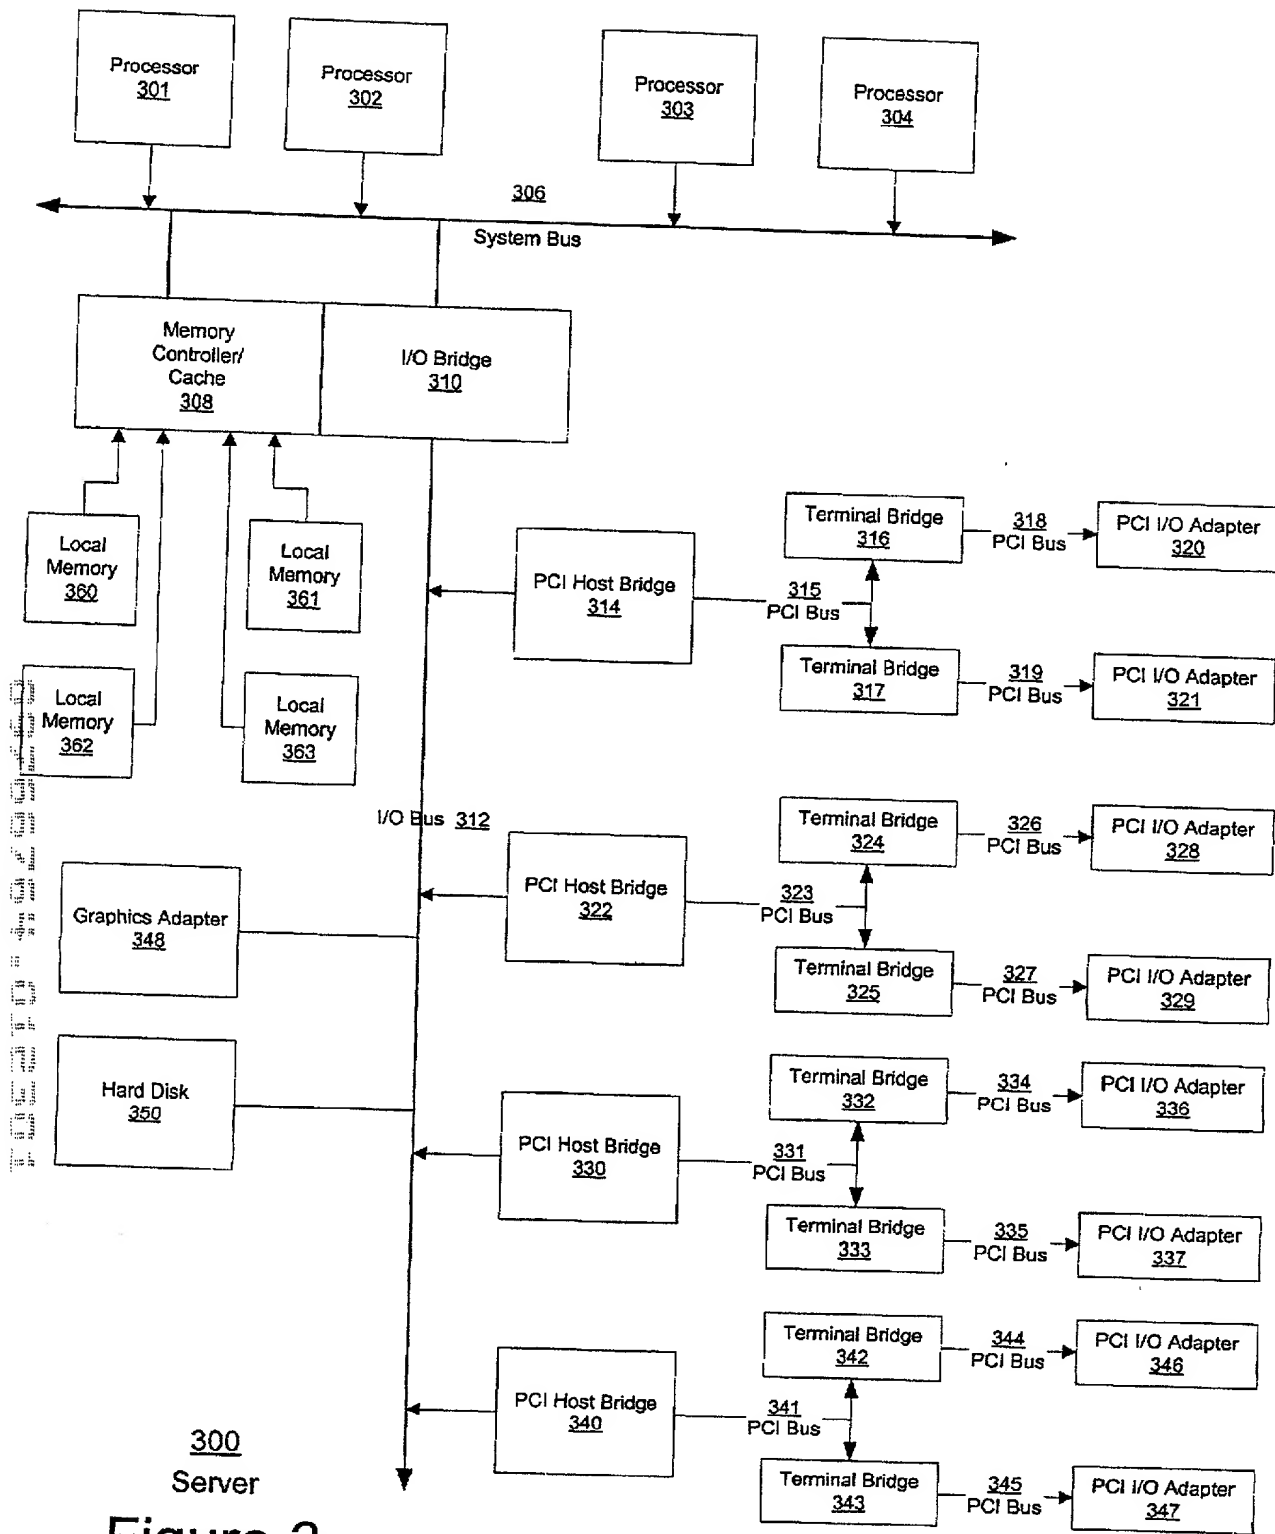 Processor
301
Processor
302
Processor
303
Processor
304
306
System Bus
Memory
Controller/
Cache
308
I/O Bridge
310
Local
Memory
360
Local
Memory
361
Local
Memory
362
Local
Memory
363
I/O Bus 312
Graphics Adapter
348
Hard Disk
350
PCI Host Bridge
314
315
PCI Bus
Terminal Bridge
316
318
PCI Bus
PCI I/O Adapter
320
Terminal Bridge
317
319
PCI Bus
PCI I/O Adapter
321
PCI Host Bridge
322
323
PCI Bus
Terminal Bridge
324
326
PCI Bus
PCI I/O Adapter
328
Terminal Bridge
325
327
PCI Bus
PCI I/O Adapter
329
PCI Host Bridge
330
331
PCI Bus
Terminal Bridge
332
334
PCI Bus
PCI I/O Adapter
336
Terminal Bridge
333
335
PCI Bus
PCI I/O Adapter
337
PCI Host Bridge
340
341
PCI Bus
Terminal Bridge
342
344
PCI Bus
PCI I/O Adapter
346
Terminal Bridge
343
345
PCI Bus
PCI I/O Adapter
347
300
Server
Figure